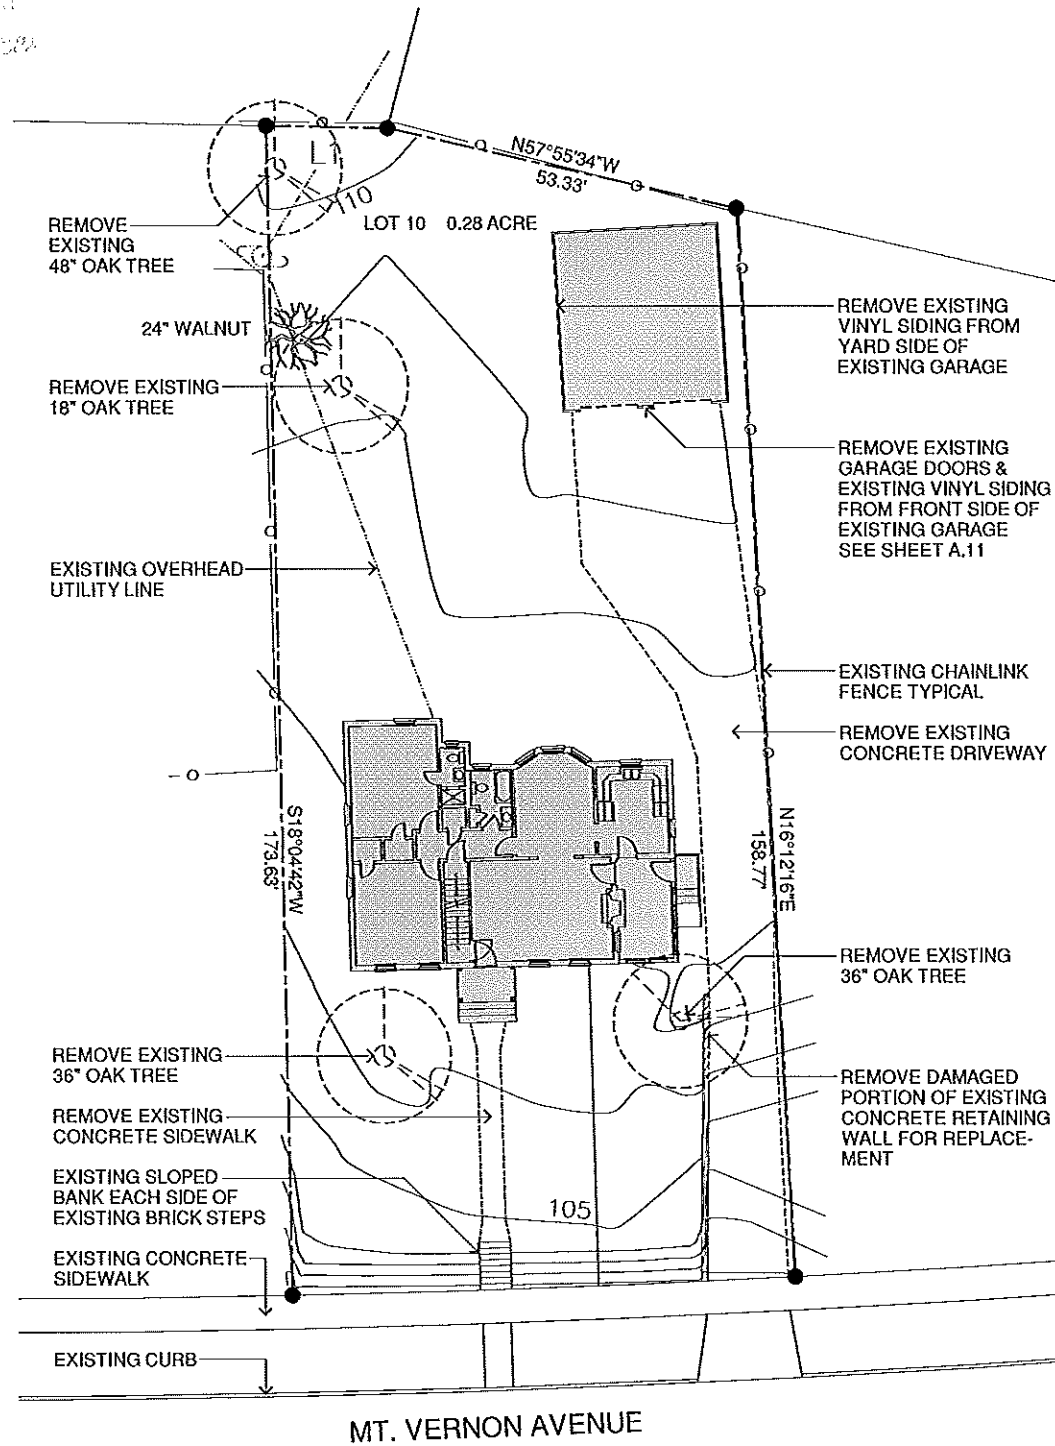 N57°55'34"W
53.33'
L1
110
LOT 10 0.28 ACRE
REMOVE
EXISTING
48" OAK TREE
24" WALNUT
REMOVE EXISTING
18" OAK TREE
REMOVE EXISTING
VINYL SIDING FROM
YARD SIDE OF
EXISTING GARAGE
REMOVE EXISTING
GARAGE DOORS &
EXISTING VINYL SIDING
FROM FRONT SIDE OF
EXISTING GARAGE
SEE SHEET A.11
EXISTING OVERHEAD
UTILITY LINE
EXISTING CHAINLINK
FENCE TYPICAL
REMOVE EXISTING
CONCRETE DRIVEWAY
S18°04'42"W
173.63'
N16°12'16"E
158.77'
REMOVE EXISTING
36" OAK TREE
REMOVE EXISTING
36" OAK TREE
REMOVE EXISTING
CONCRETE SIDEWALK
REMOVE DAMAGED
PORTION OF EXISTING
CONCRETE RETAINING
WALL FOR REPLACE-
MENT
EXISTING SLOPED
BANK EACH SIDE OF
EXISTING BRICK STEPS
105
EXISTING CONCRETE
SIDEWALK
EXISTING CURB
MT. VERNON AVENUE